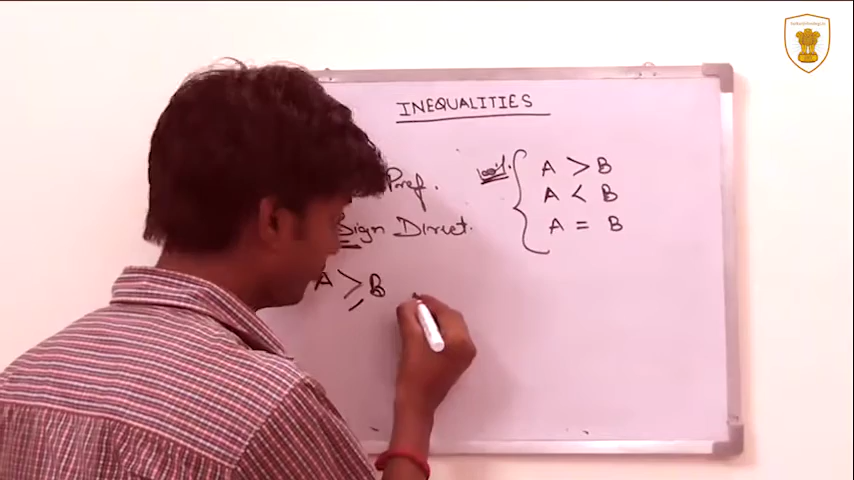 INEQUALITIES
Pref.
100%.
A > B
A < B
A = B
Sign Direct.
A ≥ B